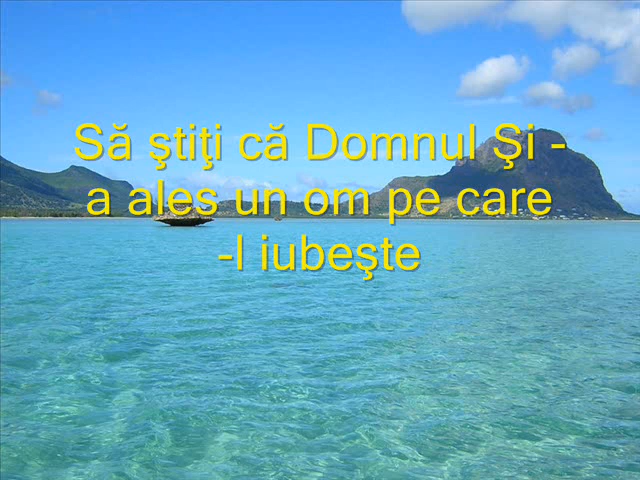 Să ştiţi că Domnul Şi -
a ales un om pe care
-l iubeşte